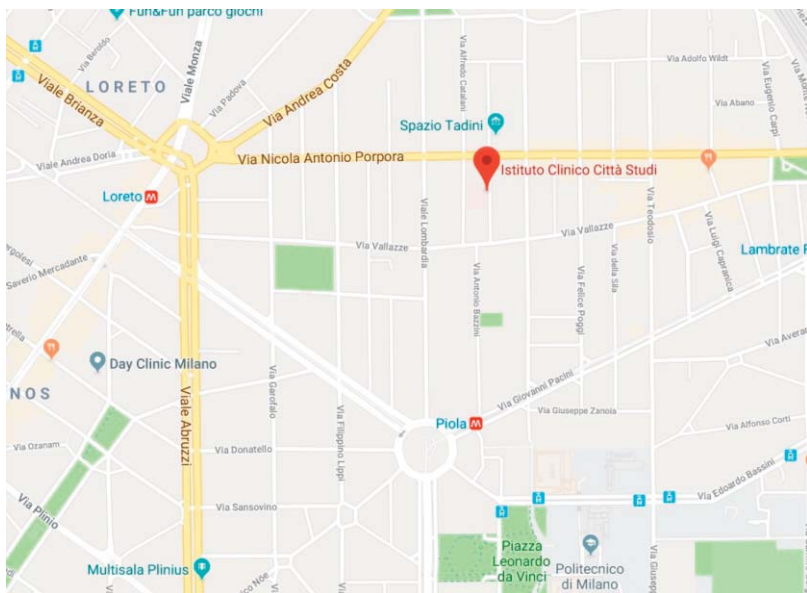 Fun&Fun parco giochi
Via Beroldo
Viale Monza
LORETO
Via Padova
Via Andrea Costa
Viale Brianza
Via Alfredo Catalani
Via Adolfo Wildt
Via Eugenio Carpi
Via Abano
Spazio Tadini
Viale Andrea Doria
Via Nicola Antonio Porpora
Istituto Clinico Città Studi
Loreto M
Viale Lombardia
Via Vallazze
Via Vallazze
Via Teodosio
Via Luigi Capranica
Lambrate
Saverio Mercadante
Via Antonio Bazzini
Via Felice Poggi
Via della Sila
Day Clinic Milano
NOS
Viale Abruzzi
Via Garofalo
Via Filippino Lippi
Via Giovanni Pacini
Via Giuseppe Zanoia
Piola M
Via Alfonso Corti
Via Ozanam
Via Donatello
Via Edoardo Bassini
Via Plinio
Via Sansovino
Piazza
Leonardo
da Vinci
Politecnico
di Milano
Multisala Plinius